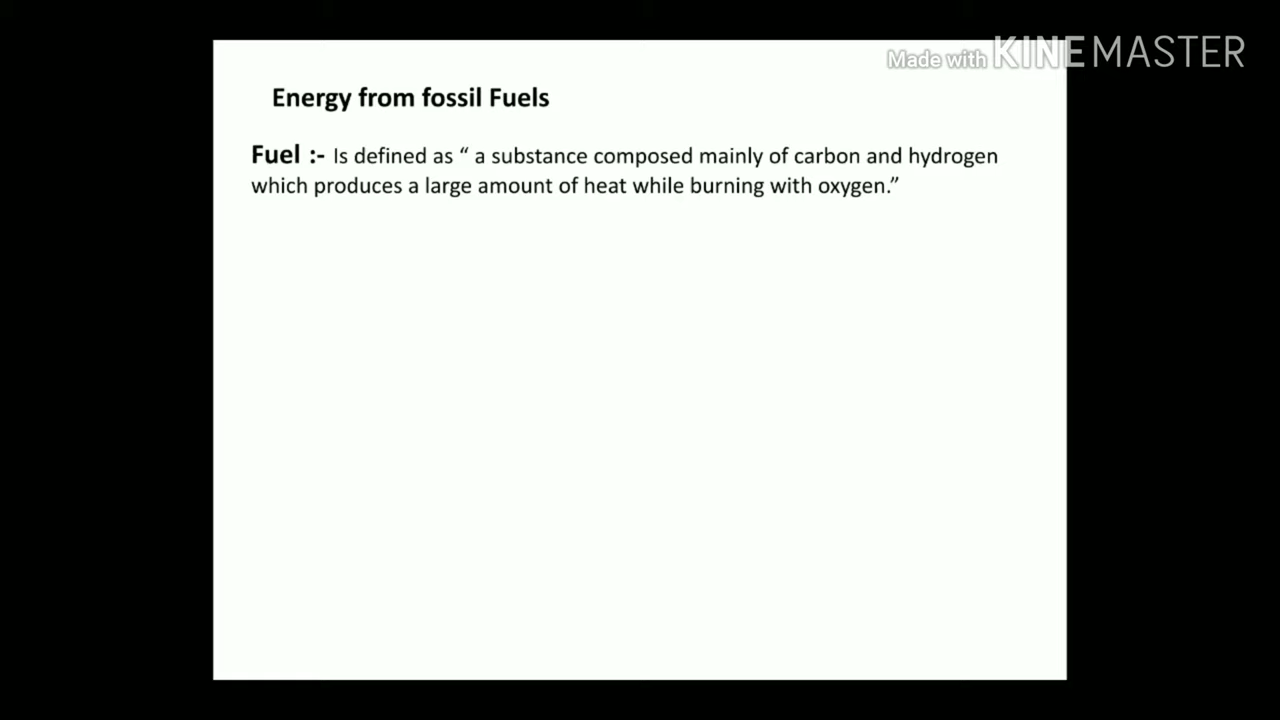 Made with KINEMASTER
Energy from fossil Fuels
Fuel :- Is defined as “ a substance composed mainly of carbon and hydrogen
which produces a large amount of heat while burning with oxygen.”